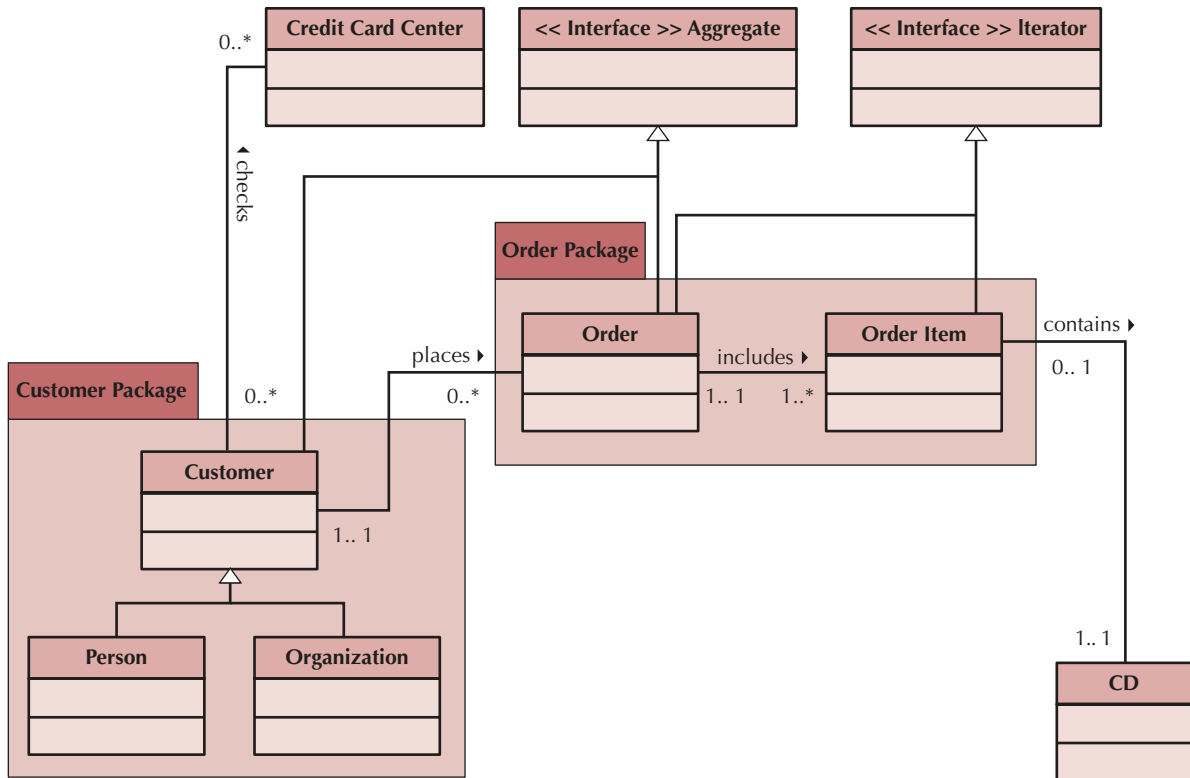 Credit Card Center
<< Interface >> Aggregate
<< Interface >> Iterator
0..*
checks
Order Package
Order
Order Item
contains
places
includes
0.. 1
Customer Package
0..*
0..*
1.. 1
1..*
Customer
1.. 1
1.. 1
Person
Organization
CD